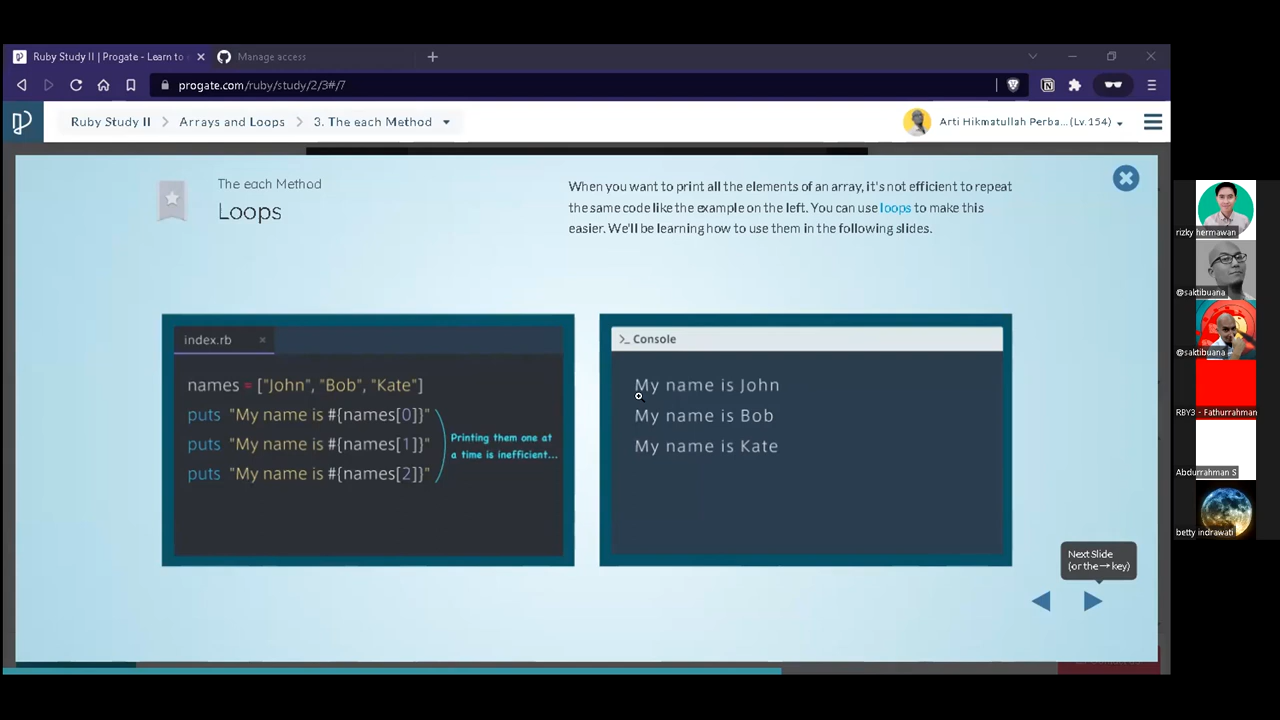 Ruby Study II | Progate - Learn to
Manage access
progate.com/ruby/study/2/3#/7
Ruby Study II
Arrays and Loops
3. The each Method
Arti Hikmatullah Perba...(Lv.154)
The each Method
Loops
When you want to print all the elements of an array, it's not efficient to repeat
the same code like the example on the left. You can use loops to make this
easier. We'll be learning how to use them in the following slides.
index.rb
names = ["John", "Bob", "Kate"]
puts "My name is #{names[0]}"
puts "My name is #{names[1]}"
puts "My name is #{names[2]}"
Printing them one at
a time is inefficient...
>_ Console
My name is John
My name is Bob
My name is Kate
Next Slide
(or the → key)
rizky hermawan
@saktibuana
@saktibuana
RBY3 - Fathurrahman
Abdurrahman S
betty indrawati